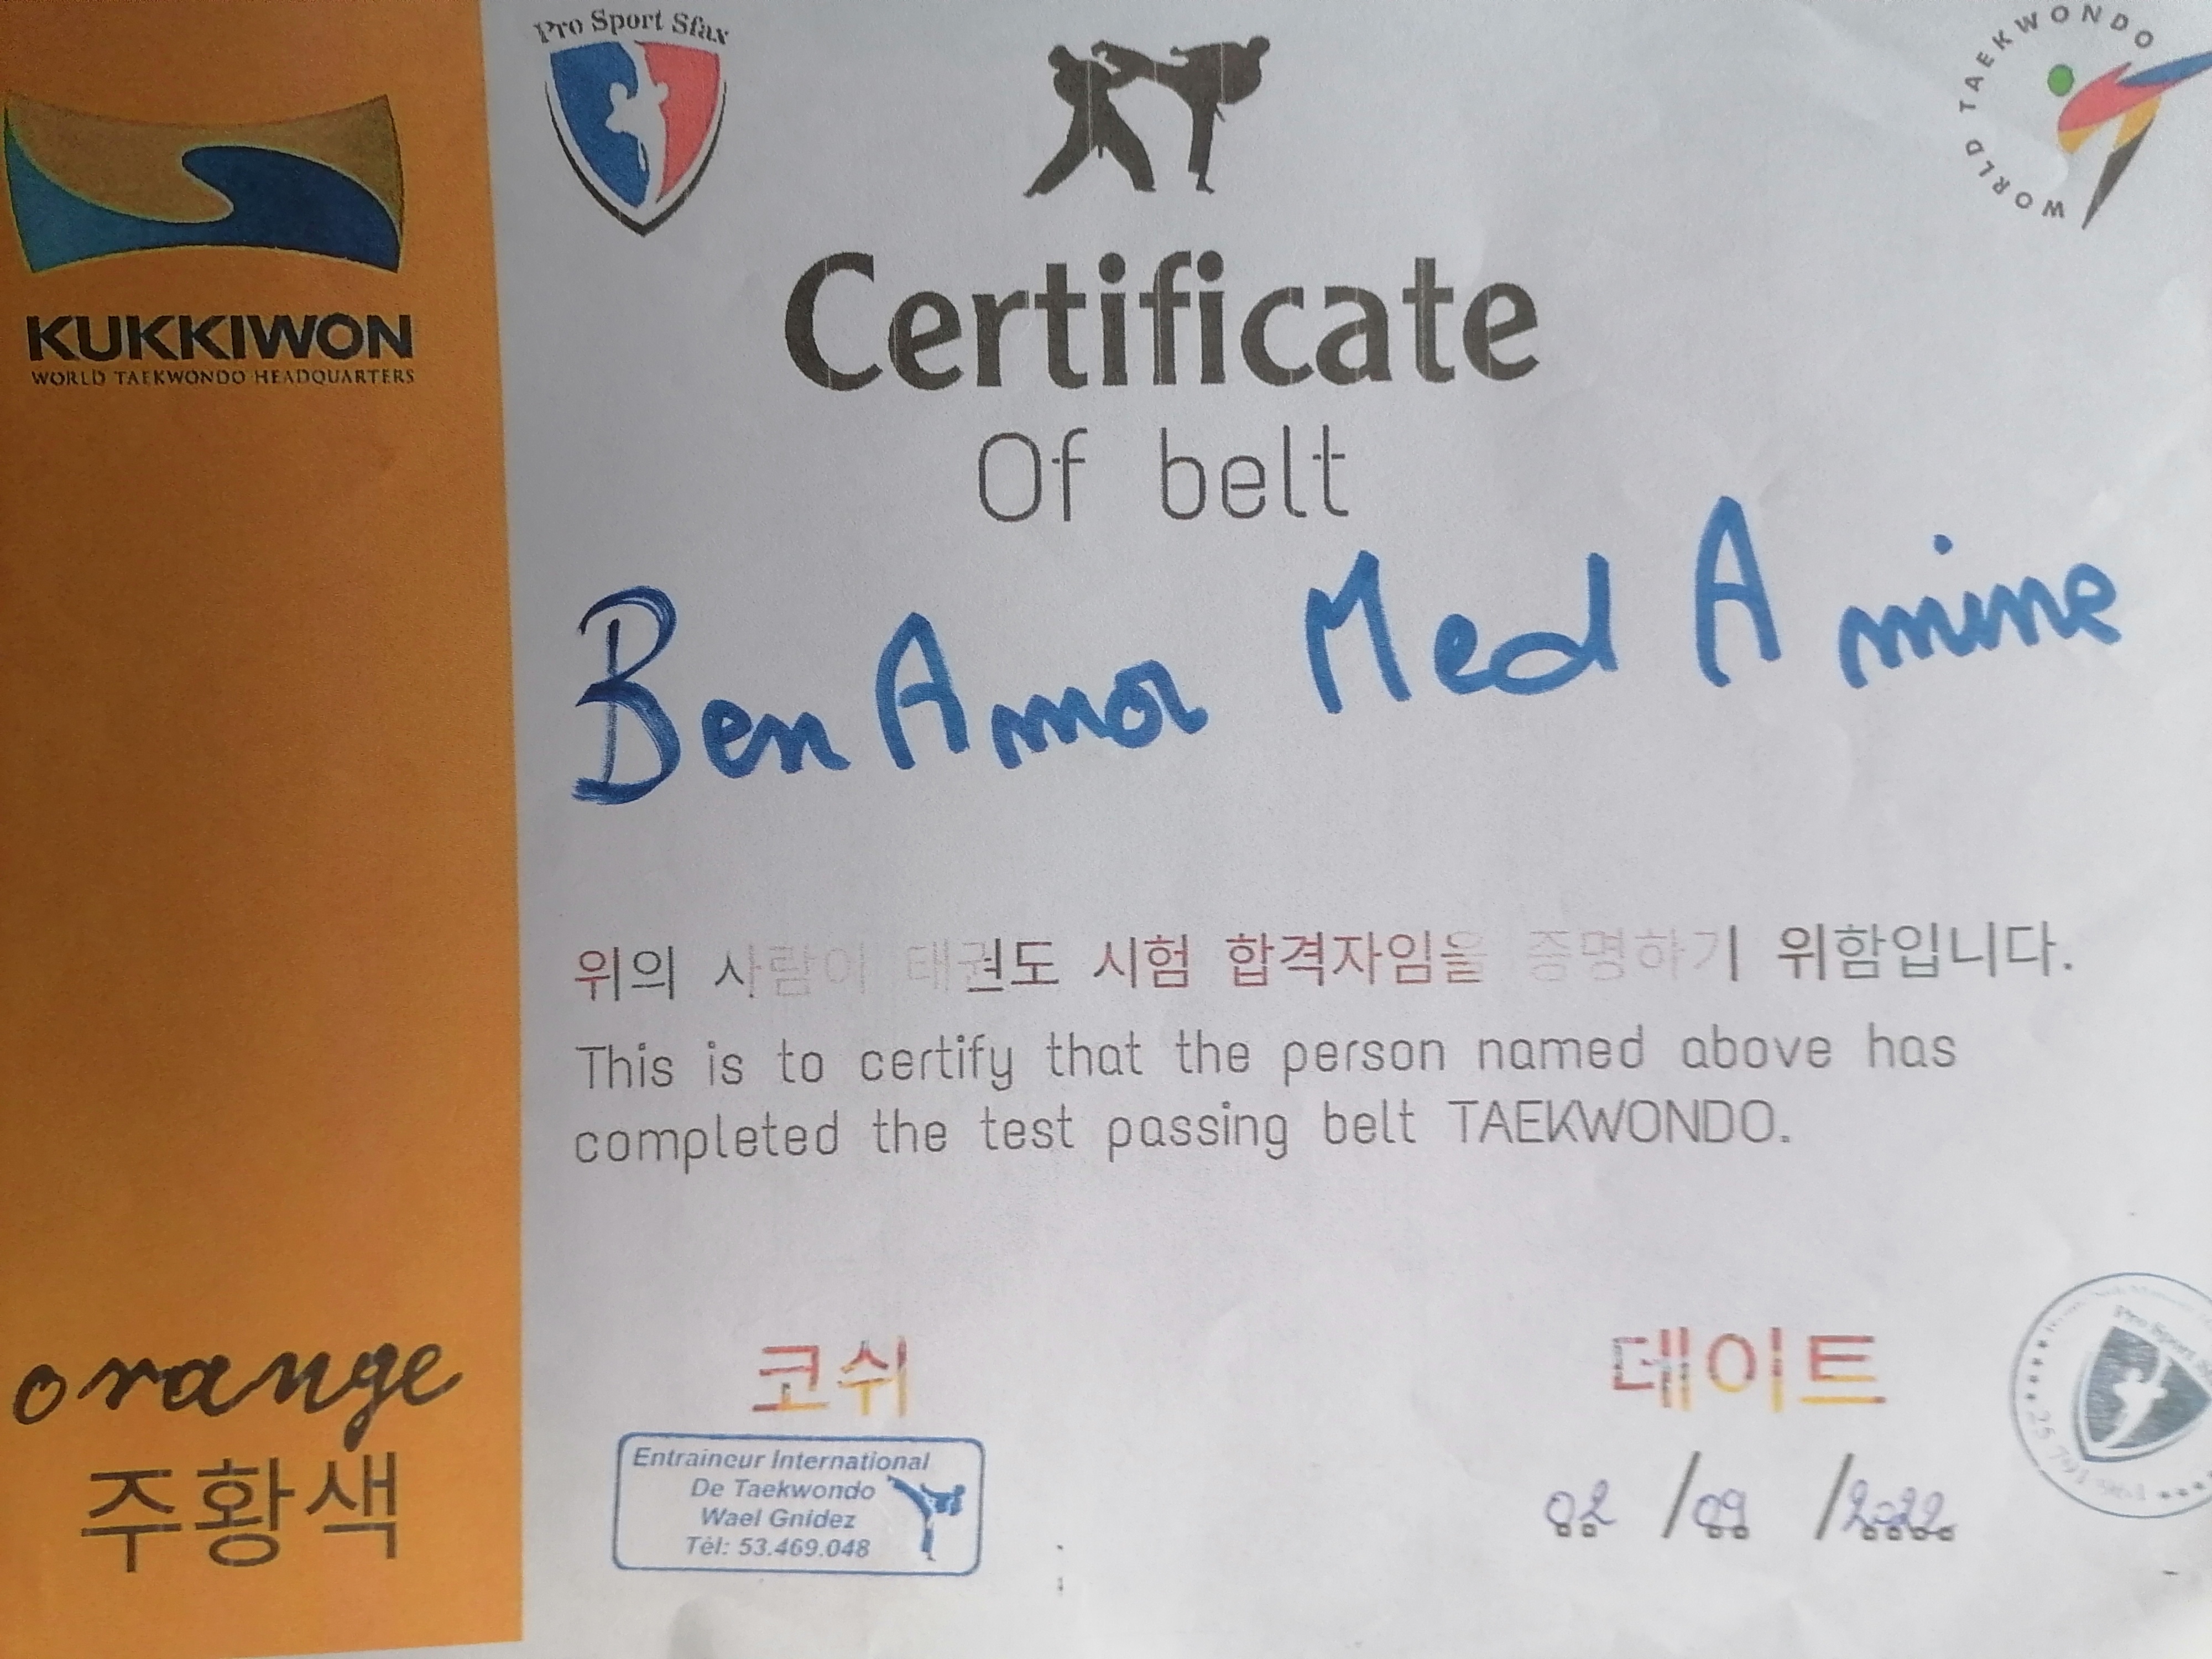 Pro Sport Sfax
WORLD TAEKWONDO
KUKKIWON
WORLD TAEKWONDO HEADQUARTERS
Certificate
Of belt
Ben Amor Med Amine
위의 사람이 태권도 시험 합격자임을 증명하기 위함입니다.
This is to certify that the person named above has
completed the test passing belt TAEKWONDO.
orange
주황색
코쉬
Entraineur International
De Taekwondo
Wael Gnidez
Tél: 53.469.048
데이트
02 /09 /2022
Pro Sport